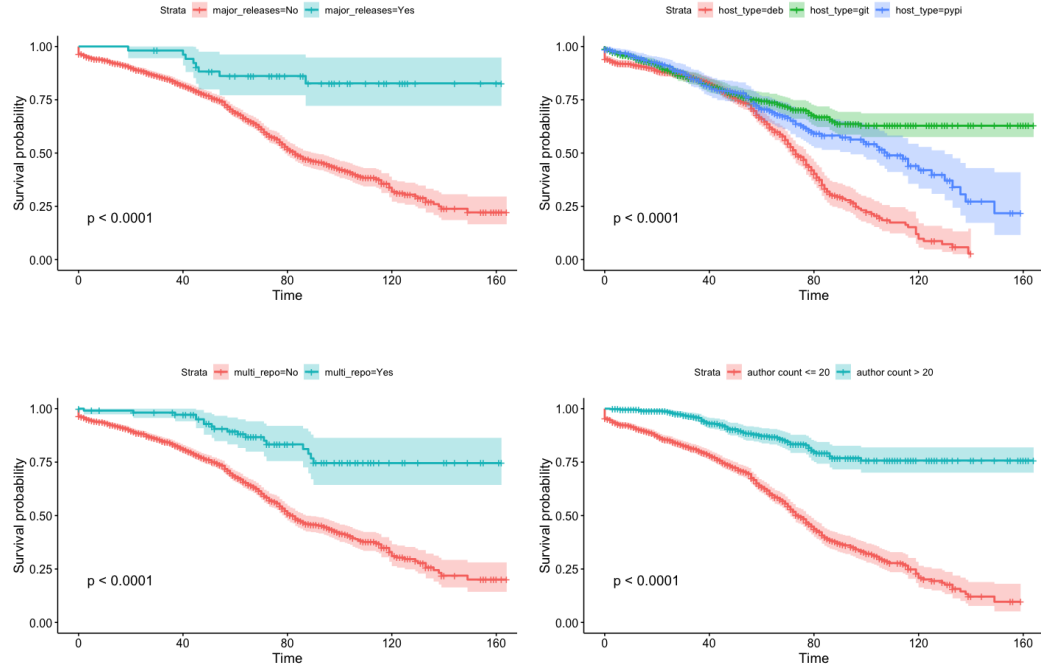 Strata major_releases=No major_releases=Yes
1.00
0.75
0.50
0.25
0.00
Survival probability
p < 0.0001
0 40 80 120 160
Time
Strata host_type=deb host_type=git host_type=pypi
1.00
0.75
0.50
0.25
0.00
Survival probability
p < 0.0001
0 40 80 120 160
Time
Strata multi_repo=No multi_repo=Yes
1.00
0.75
0.50
0.25
0.00
Survival probability
p < 0.0001
0 40 80 120 160
Time
Strata author count <= 20 author count > 20
1.00
0.75
0.50
0.25
0.00
Survival probability
p < 0.0001
0 40 80 120 160
Time